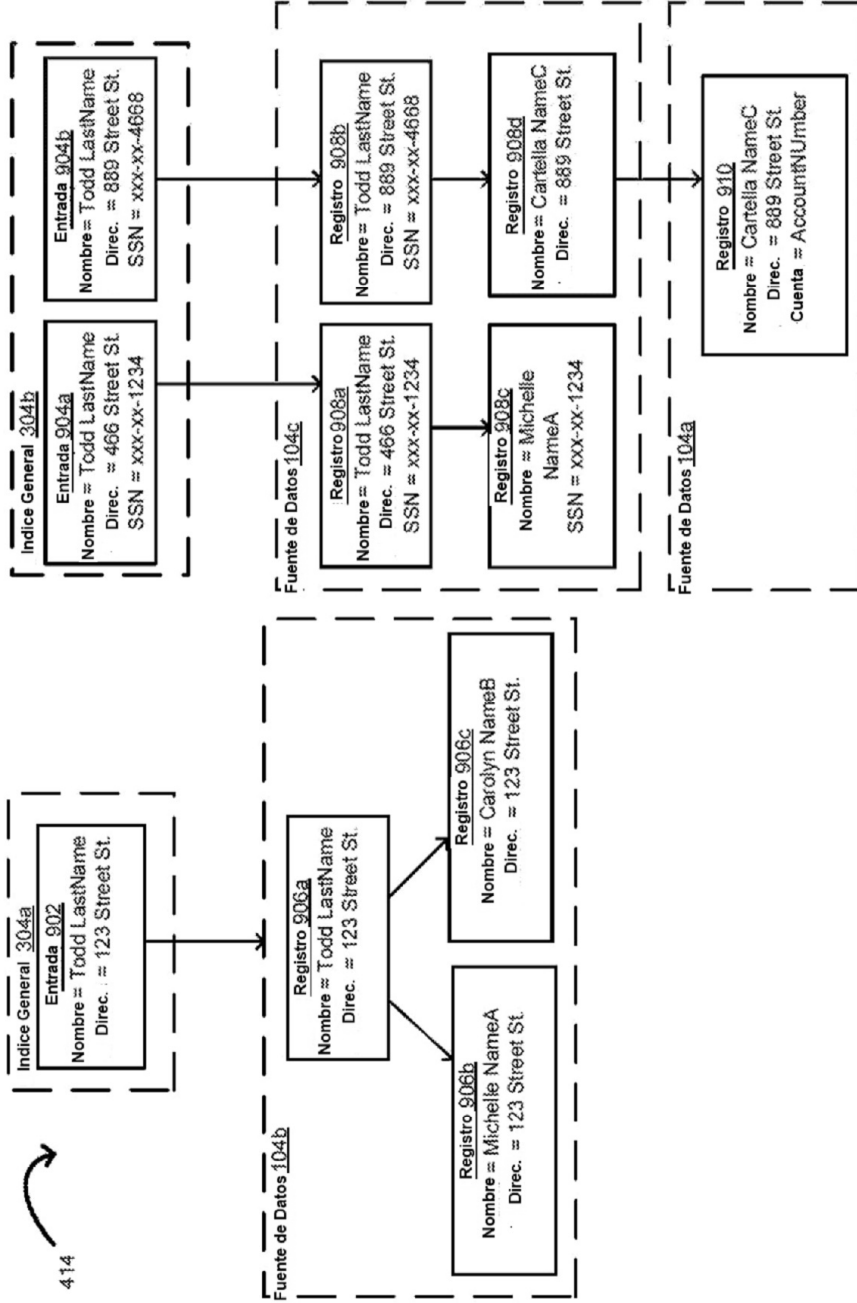 414
Indice General 304a
Entrada 902
Nombre = Todd LastName
Direc. = 123 Street St.
Fuente de Datos 104b
Registro 906a
Nombre = Todd LastName
Direc. = 123 Street St.
Registro 906b
Nombre = Michelle NameA
Direc. = 123 Street St.
Registro 906c
Nombre = Carolyn NameB
Direc. = 123 Street St.
Indice General 304b
Entrada 904a
Nombre = Todd LastName
Direc. = 466 Street St.
SSN = xxx-xx-1234
Entrada 904b
Nombre = Todd LastName
Direc. = 889 Street St.
SSN = xxx-xx-4668
Fuente de Datos 104c
Registro 908a
Nombre = Todd LastName
Direc. = 466 Street St.
SSN = xxx-xx-1234
Registro 908b
Nombre = Todd LastName
Direc. = 889 Street St.
SSN = xxx-xx-4668
Registro 908c
Nombre = Michelle
NameA
SSN = xxx-xx-1234
Registro 908d
Nombre = Cartella NameC
Direc. = 889 Street St.
Fuente de Datos 104a
Registro 910
Nombre = Cartella NameC
Direc. = 889 Street St.
Cuenta = AccountNUmber